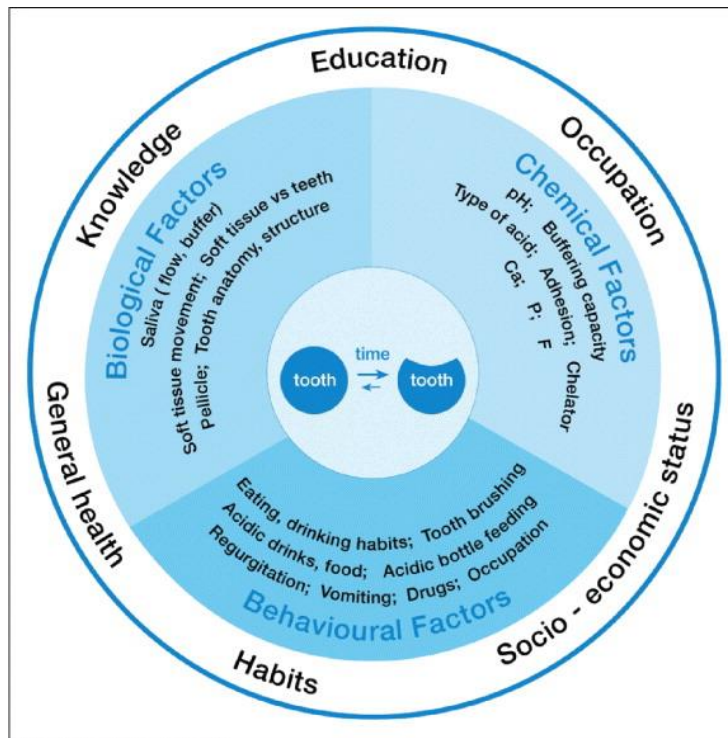 Education
Knowledge
Occupation
General health
Socio - economic status
Habits
Biological Factors
Saliva ( flow, buffer)
Soft tissue movement; Soft tissue vs teeth
Pellicle; Tooth anatomy, structure
Chemical Factors
pH; Buffering capacity
Type of acid; Adhesion; Chelator
Ca; P; F
time
tooth
tooth
Eating, drinking habits; Tooth brushing
Acidic drinks, food; Acidic bottle feeding
Regurgitation; Vomiting; Drugs; Occupation
Behavioural Factors